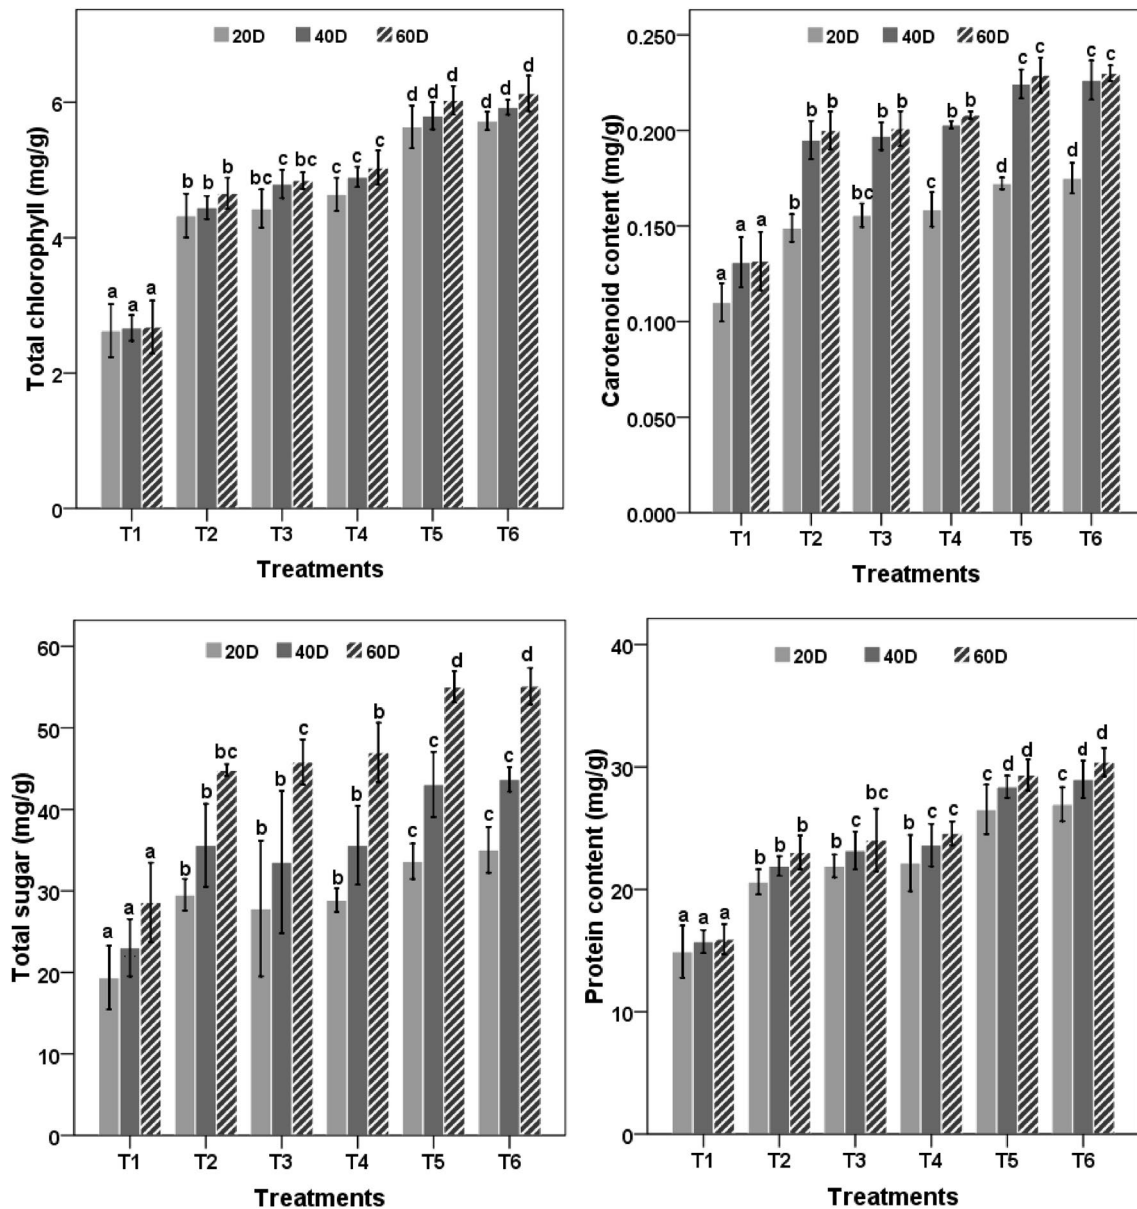 20D 40D 60D
Total chlorophyll (mg/g)
6
4
2
0
a a a
b b b
bc c bc
c c c
d d d
d d d
T1 T2 T3 T4 T5 T6
Treatments
20D 40D 60D
Carotenoid content (mg/g)
0.250
0.200
0.150
0.100
0.050
0.000
a a a
b b b
bc b b
c b b
d c c
d c c
T1 T2 T3 T4 T5 T6
Treatments
20D 40D 60D
Total sugar (mg/g)
60
50
40
30
20
10
0
a a a
b b bc
b b c
b b b
c c d
c c d
T1 T2 T3 T4 T5 T6
Treatments
20D 40D 60D
Protein content (mg/g)
40
30
20
10
0
a a a
b b b
b c bc
b c c
c d d
c d d
T1 T2 T3 T4 T5 T6
Treatments